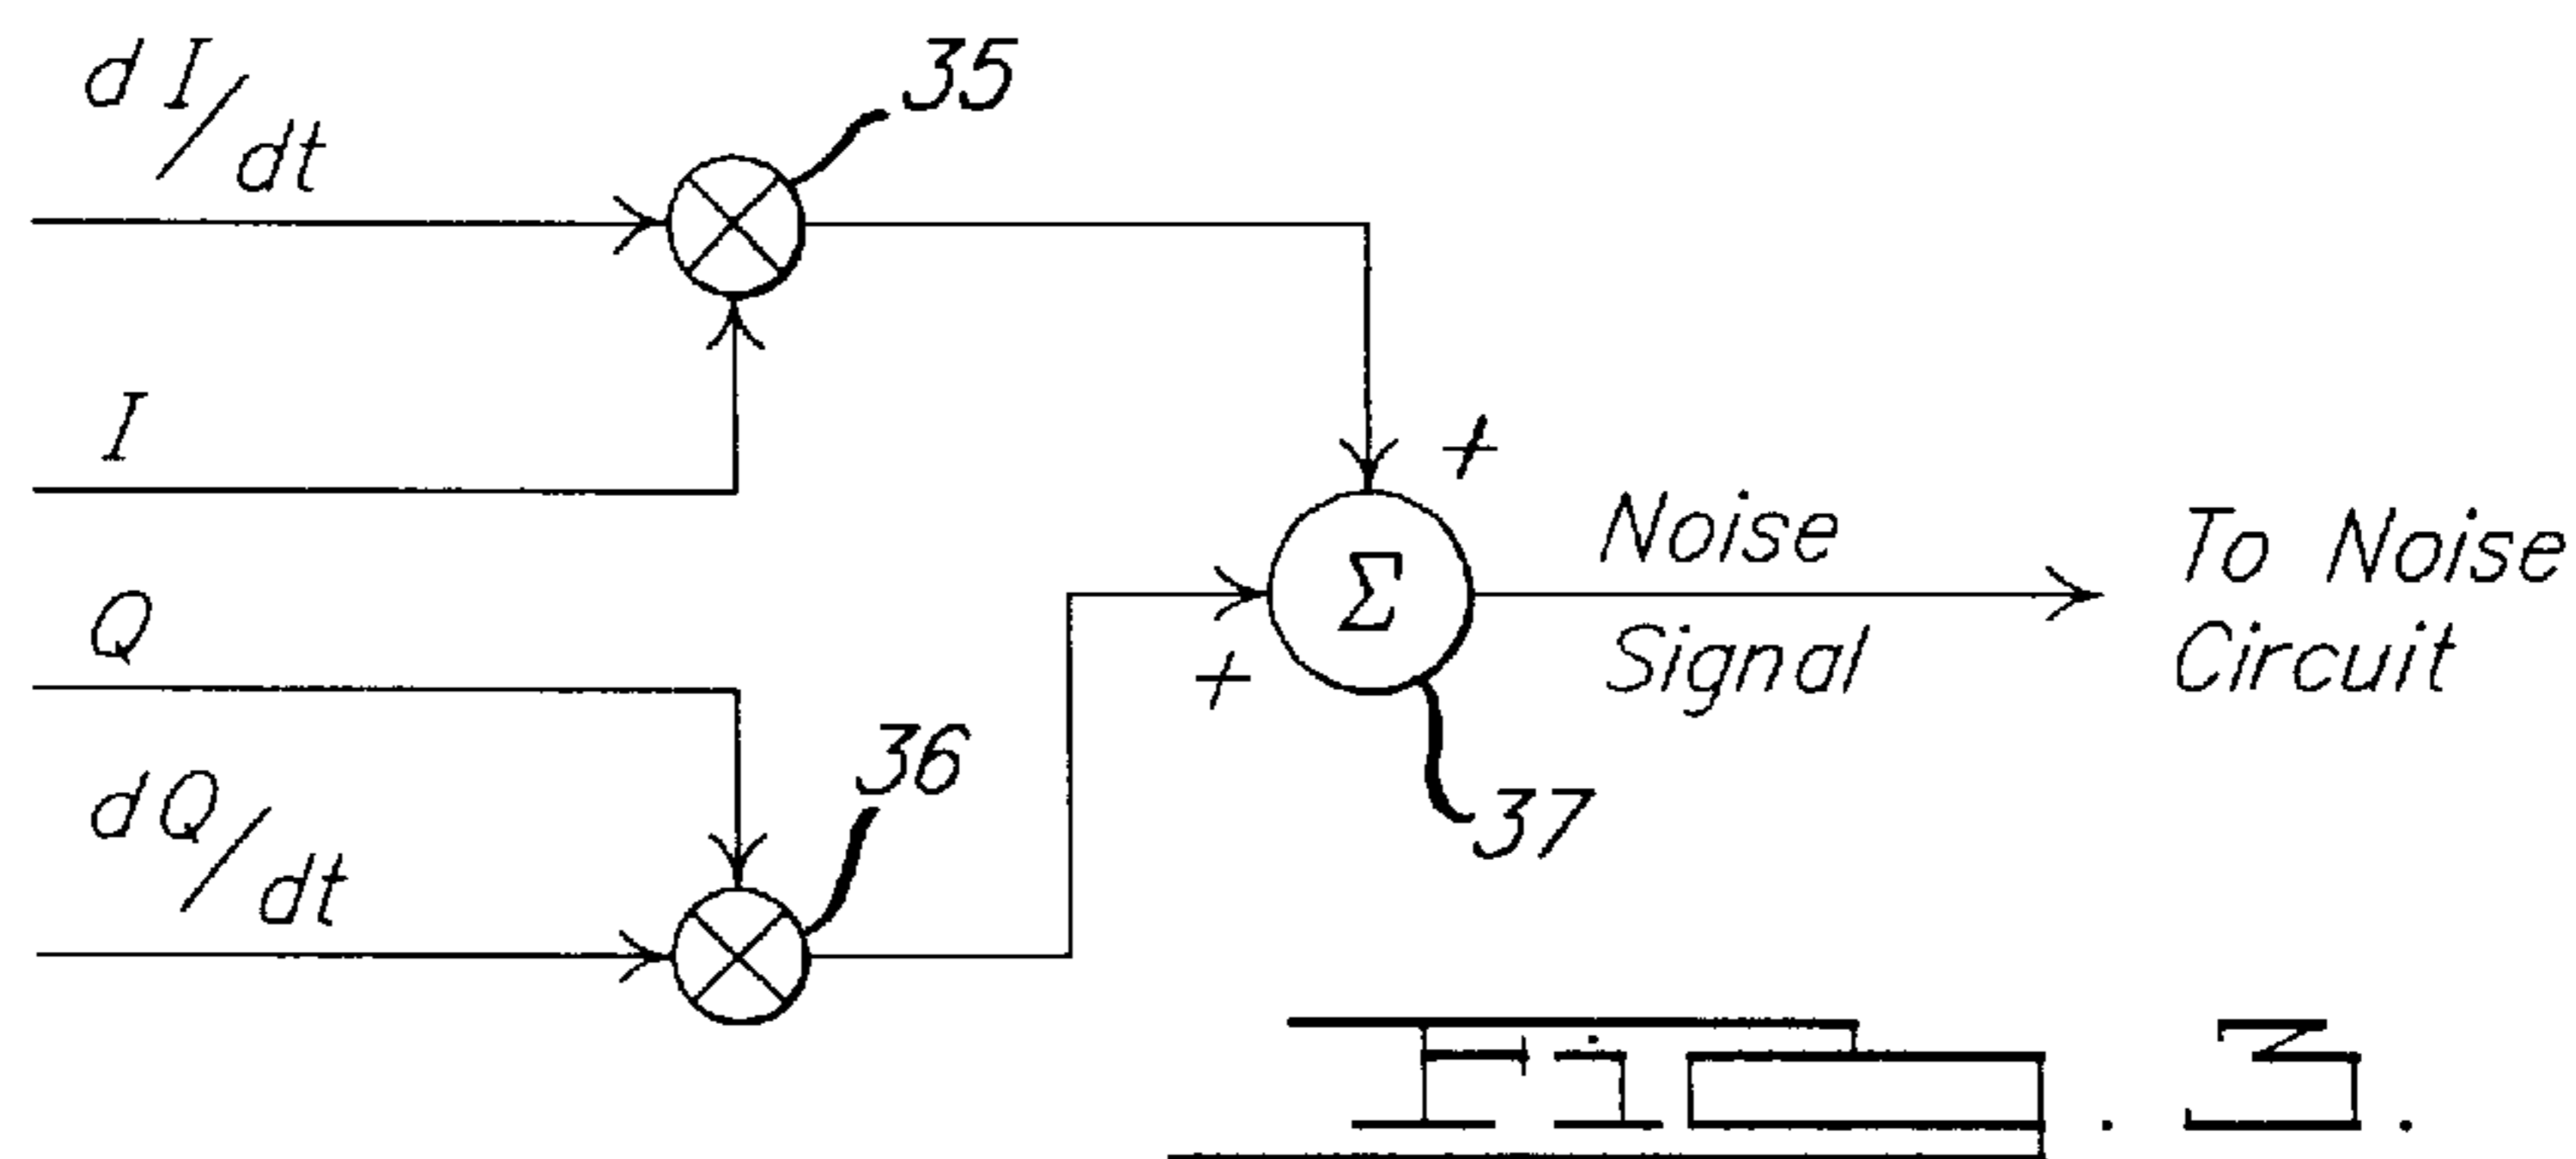 dI/dt
35
I
+
Noise
Signal
To Noise
Circuit
Σ
Q
+
36
dQ/dt
37
Fig. 3.